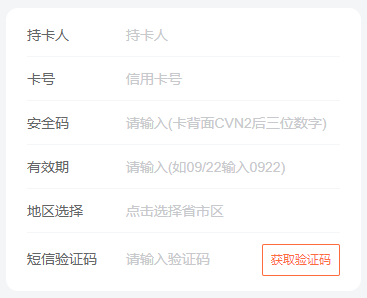 持卡人 持卡人
卡号 信用卡号
安全码 请输入(卡背面CVN2后三位数字)
有效期 请输入(如09/22输入0922)
地区选择 点击选择省市区
短信验证码 请输入验证码 获取验证码